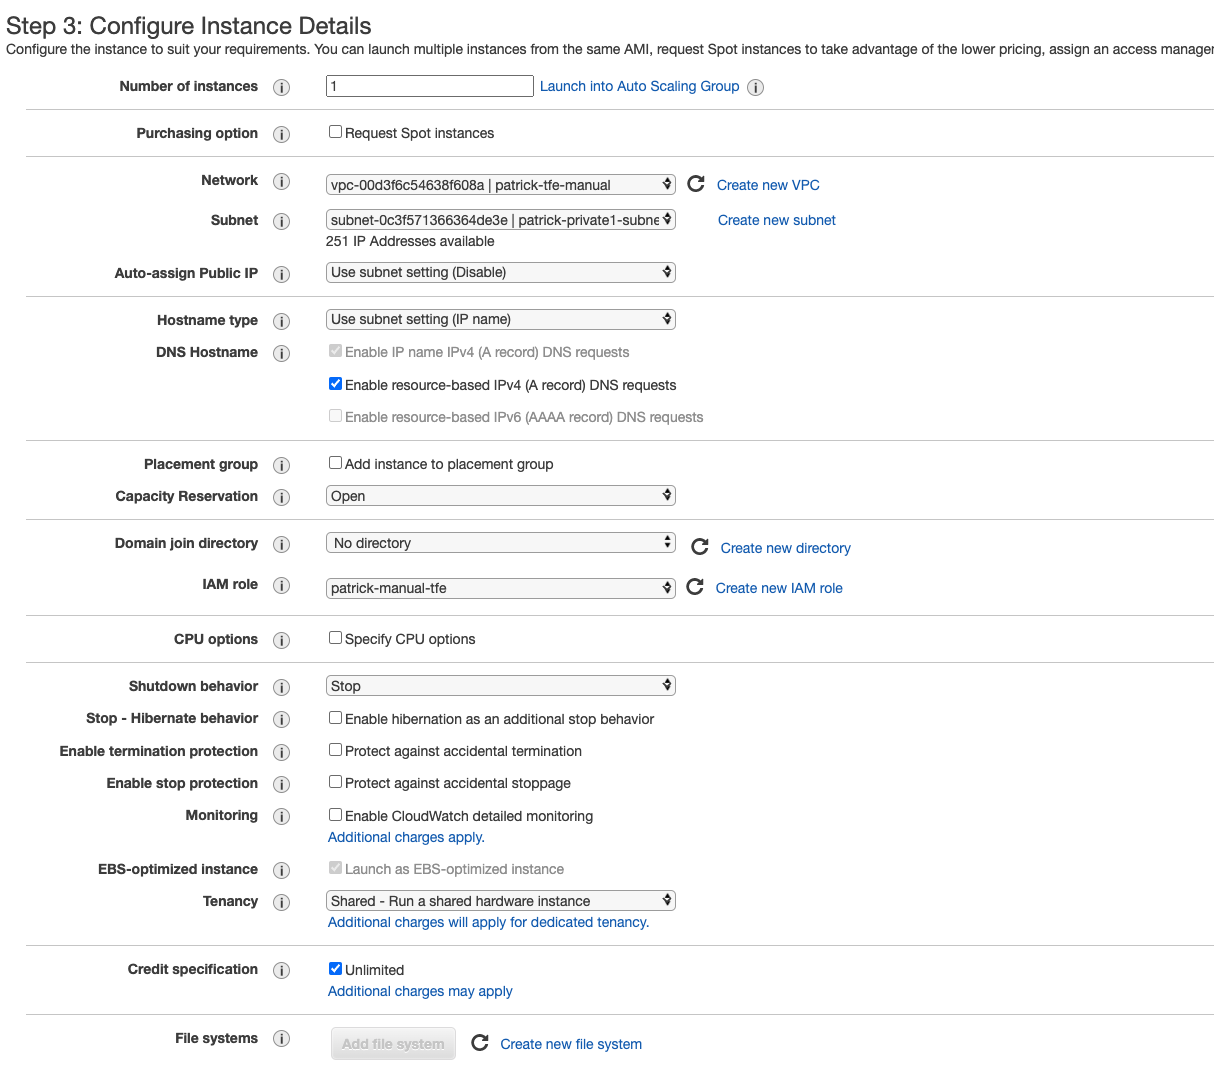 Step 3: Configure Instance Details
Configure the instance to suit your requirements. You can launch multiple instances from the same AMI, request Spot instances to take advantage of the lower pricing, assign an access
Number of instances i 1 Launch into Auto Scaling Group i
Purchasing option i Request Spot instances
Network i vpc-00d3f6c54638f608a | patrick-tfe-manual Create new VPC
Subnet i subnet-0c3f571366364de3e | patrick-private1-subne Create new subnet
251 IP Addresses available
Auto-assign Public IP i Use subnet setting (Disable)
Hostname type i Use subnet setting (IP name)
DNS Hostname i Enable IP name IPv4 (A record) DNS requests
Enable resource-based IPv4 (A record) DNS requests
Enable resource-based IPv6 (AAAA record) DNS requests
Placement group i Add instance to placement group
Capacity Reservation i Open
Domain join directory i No directory Create new directory
IAM role i patrick-manual-tfe Create new IAM role
CPU options i Specify CPU options
Shutdown behavior i Stop
Stop - Hibernate behavior i Enable hibernation as an additional stop behavior
Enable termination protection i Protect against accidental termination
Enable stop protection i Protect against accidental stoppage
Monitoring i Enable CloudWatch detailed monitoring
Additional charges apply.
EBS-optimized instance i Launch as EBS-optimized instance
Tenancy i Shared - Run a shared hardware instance
Additional charges will apply for dedicated tenancy.
Credit specification i Unlimited
Additional charges may apply
File systems i Add file system Create new file system